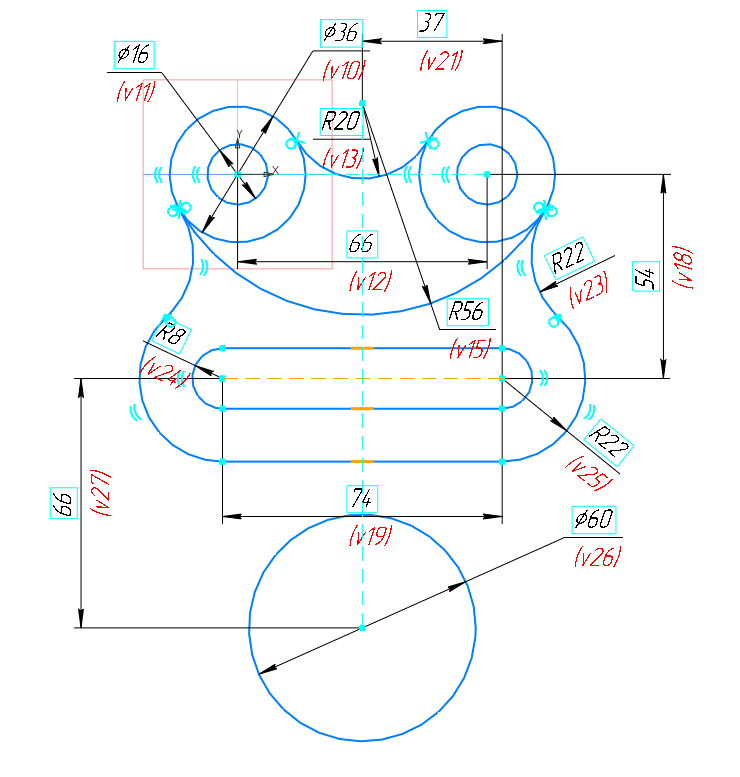 37
(v21)
ϕ36
(v10)
ϕ16
(v11)
R20
(v13)
Y
X
66
(v12)
R22
(v23)
54
(v18)
R56
(v15)
R8
(v24)
R22
(v25)
66
(v27)
74
(v19)
ϕ60
(v26)